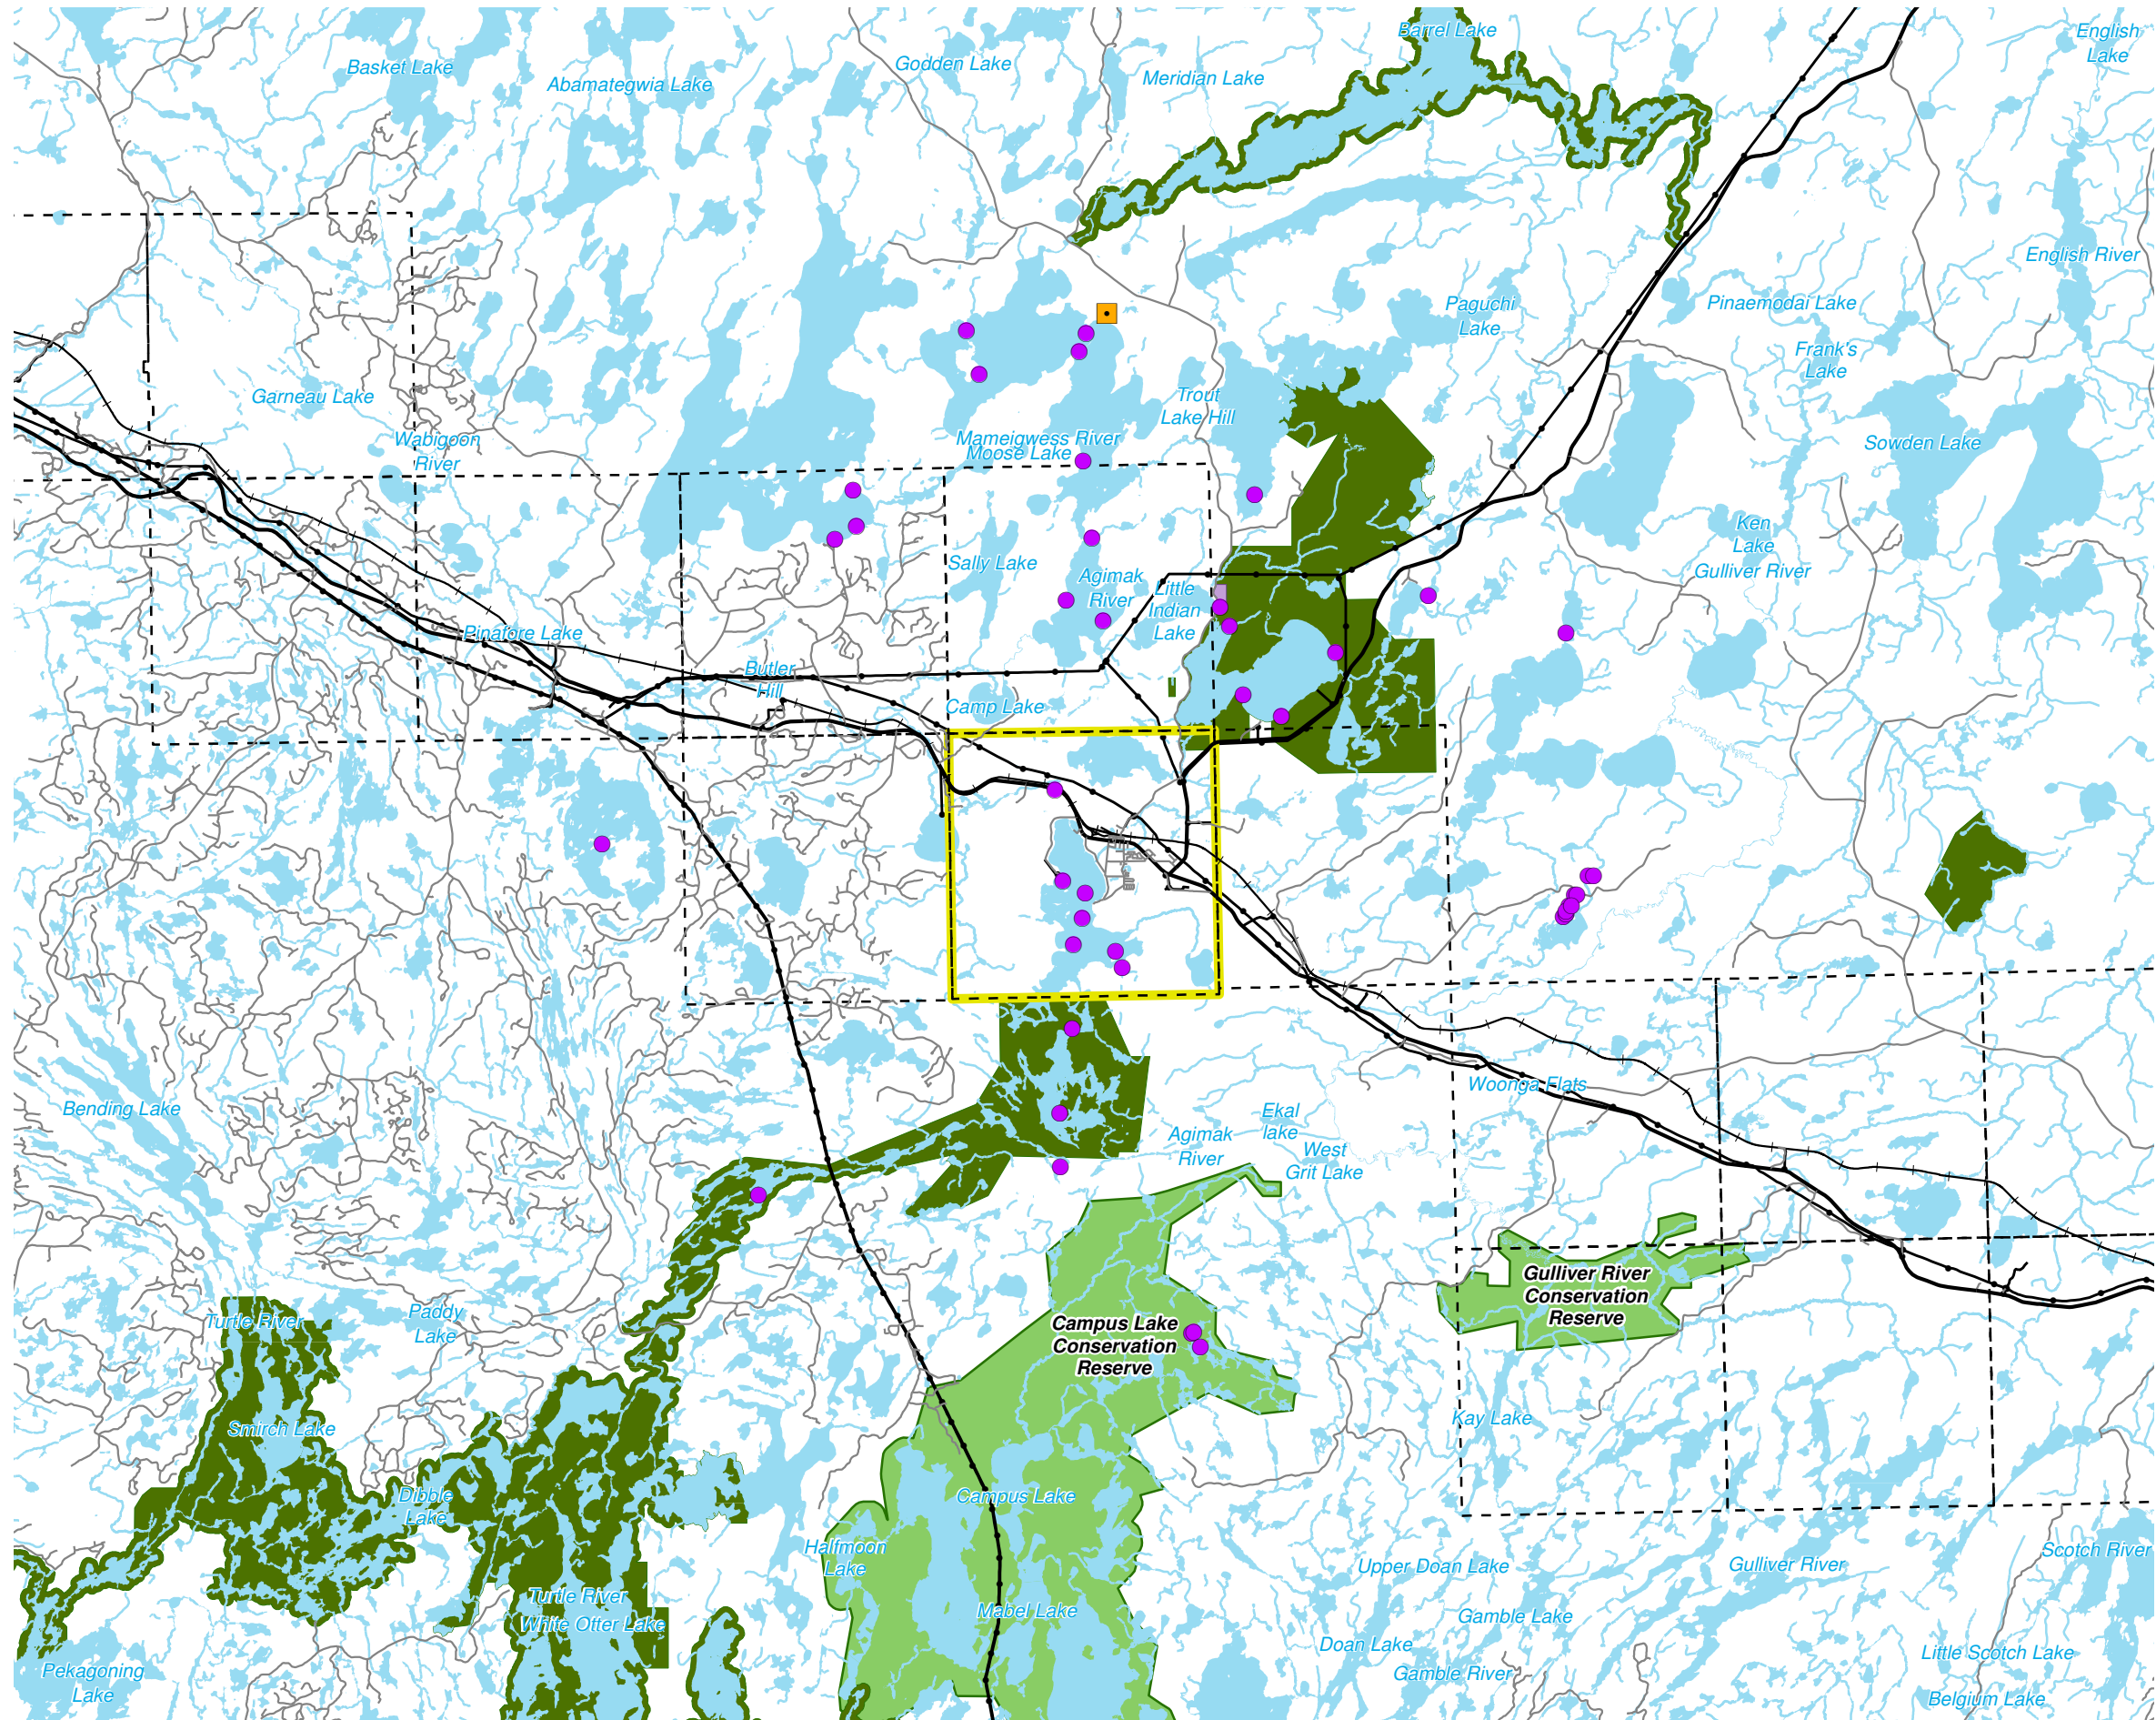 Barrel Lake
English
Lake
Basket Lake
Godden Lake
Meridian Lake
Abamategwia Lake
English River
Paguchi
Lake
Pinaemodai Lake
Frank's
Lake
Garneau Lake
Trout
Lake Hill
Wabigoon
River
Mameigwess River
Moose Lake
Sowden Lake
Ken
Lake
Gulliver River
Sally Lake
Agimak
River
Little
Indian
Lake
Pinafore Lake
Butler
Hill
Camp Lake
Woonga Flats
Bending Lake
Ekal
lake
Agimak
River
West
Grit Lake
Gulliver River
Conservation
Reserve
Turtle River
Paddy
Lake
Campus Lake
Conservation
Reserve
Kay Lake
Smirch Lake
Dibble
Lake
Campus Lake
Halfmoon
Lake
Scotch River
Upper Doan Lake
Gulliver River
Turtle River
White Otter Lake
Mabel Lake
Gamble Lake
Doan Lake
Little Scotch Lake
Pekagoning
Lake
Gamble River
Belgium Lake